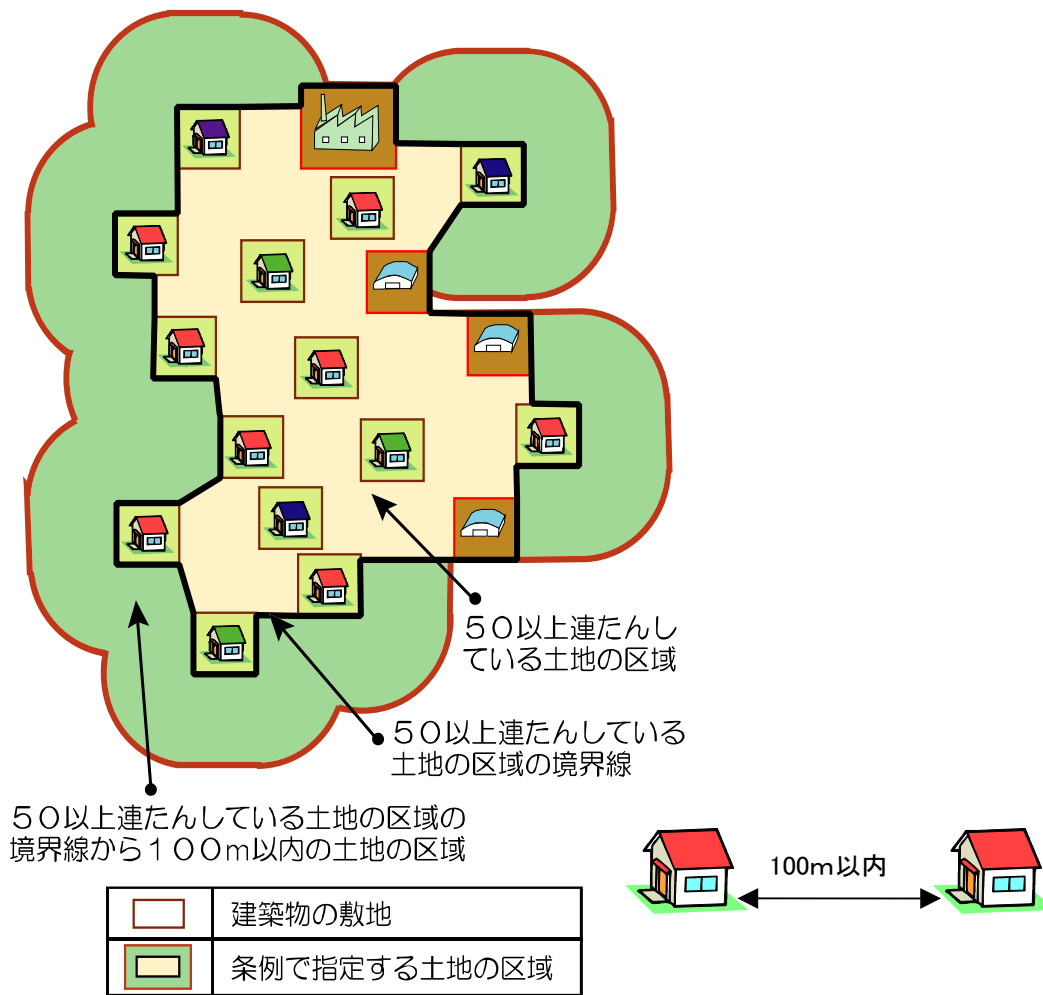 ５０以上連たんし
ている土地の区域
５０以上連たんしている
土地の区域の境界線
５０以上連たんしている土地の区域の
境界線から１００ｍ以内の土地の区域
100ｍ以内
建築物の敷地
条例で指定する土地の区域